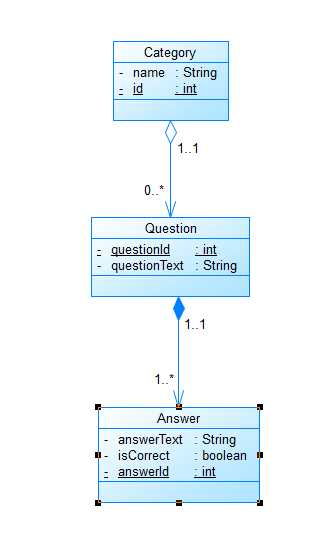 Category
- name : String
- id : int
1..1
0..*
Question
- questionId : int
- questionText : String
1..1
1..*
Answer
- answerText : String
- isCorrect : boolean
- answerId : int